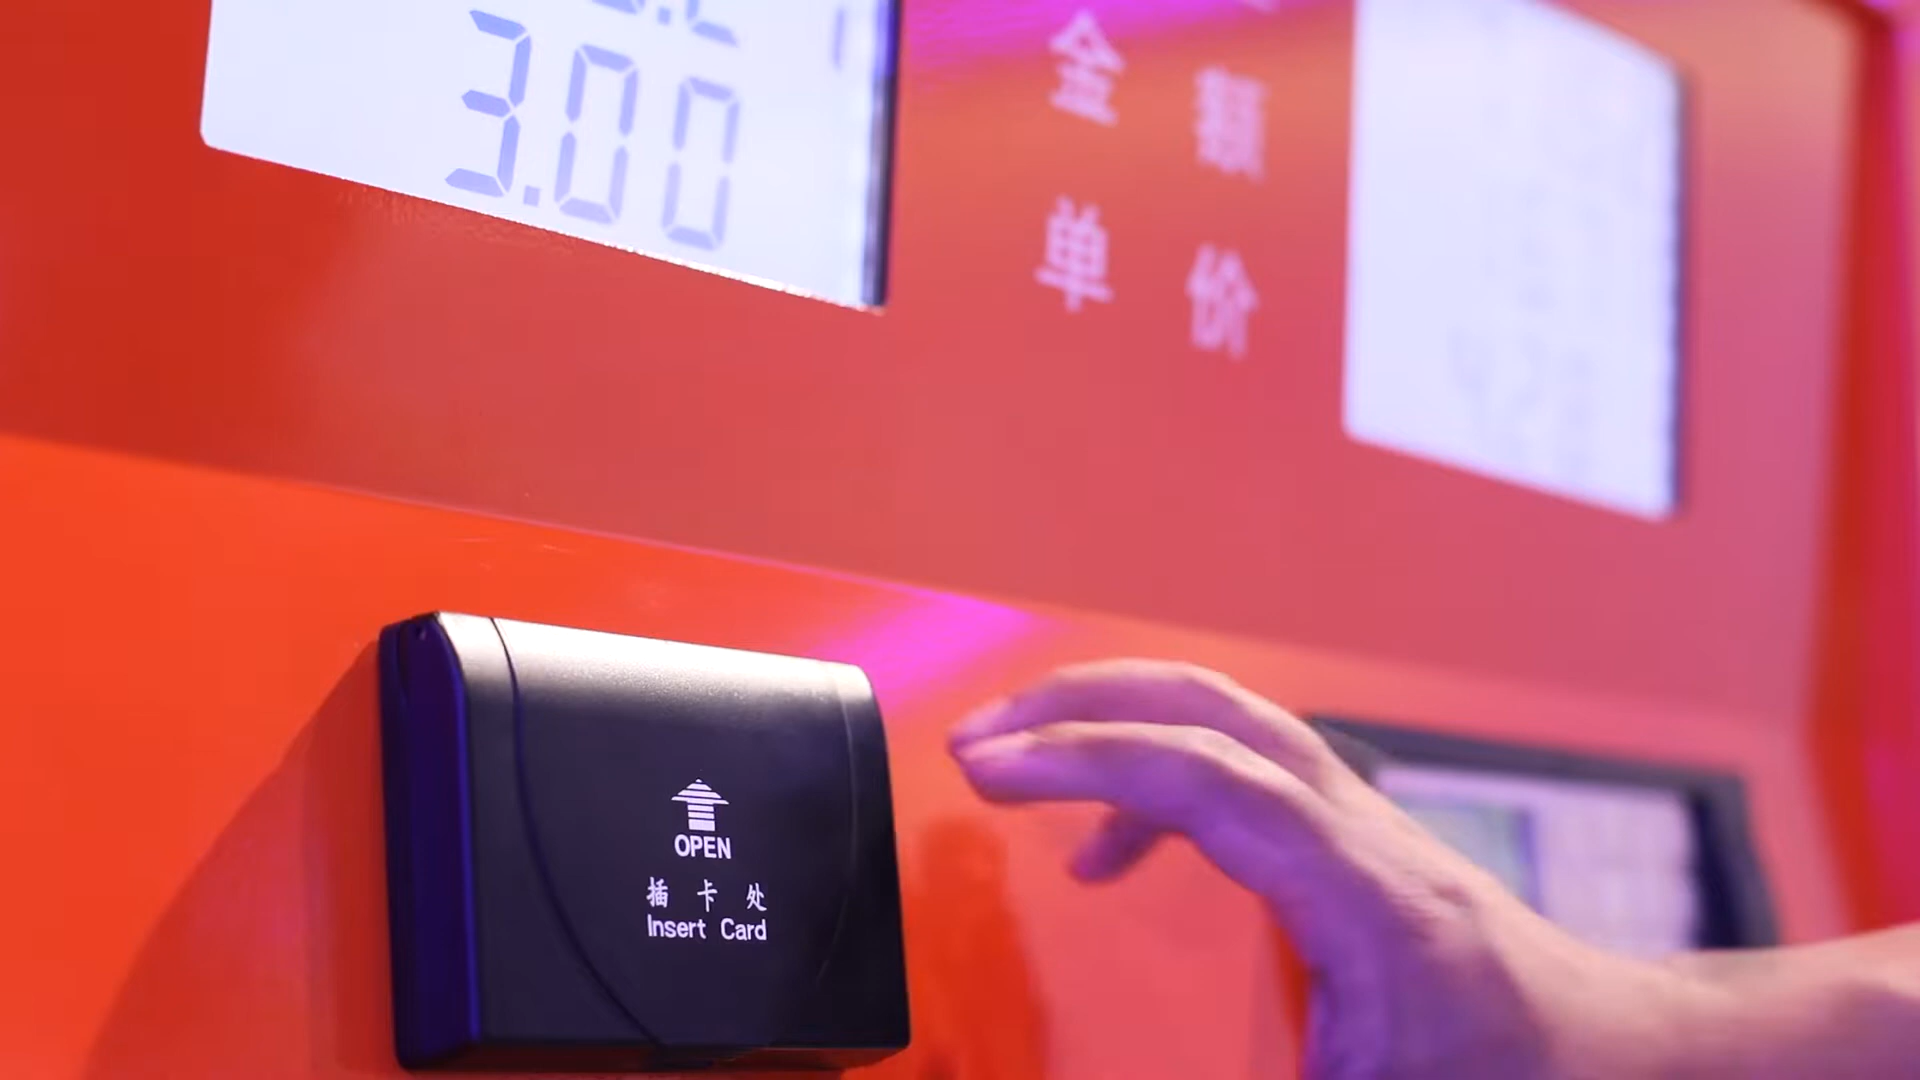 3.00
金 额
单 价
OPEN
插 卡 处
Insert Card